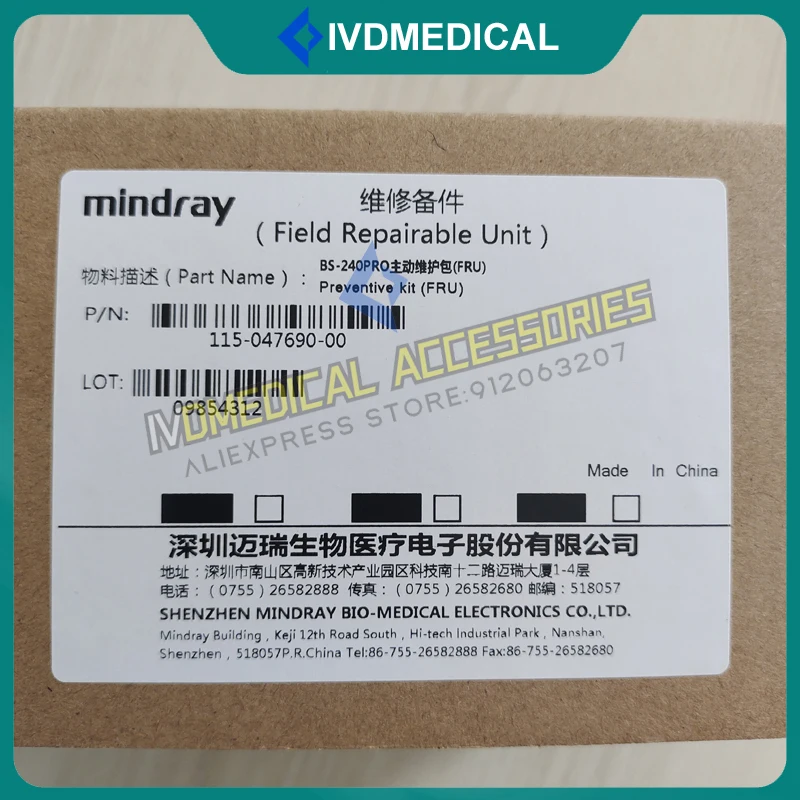 IVDMEDICAL
mindray
维修备件
( Field Repairable Unit )
物料描述 ( Part Name ) : BS-240PRO主动维护包(FRU)
Preventive kit (FRU)
P/N:
115-047690-00
LOT:
09854312
IVDMEDICAL ACCESSORIES
ALIEXPRESS STORE:912063207
Made In China
深圳迈瑞生物医疗电子股份有限公司
地址: 深圳市南山区高新技术产业园区科技南十二路迈瑞大厦1-4层
电话: (0755) 26582888 传真: (0755) 26582680 邮编: 518057
SHENZHEN MINDRAY BIO-MEDICAL ELECTRONICS CO.,LTD.
Mindray Building , Keji 12th Road South , Hi-tech Industrial Park , Nanshan,
Shenzhen , 518057P.R.China Tel:86-755-26582888 Fax:86-755-26582680